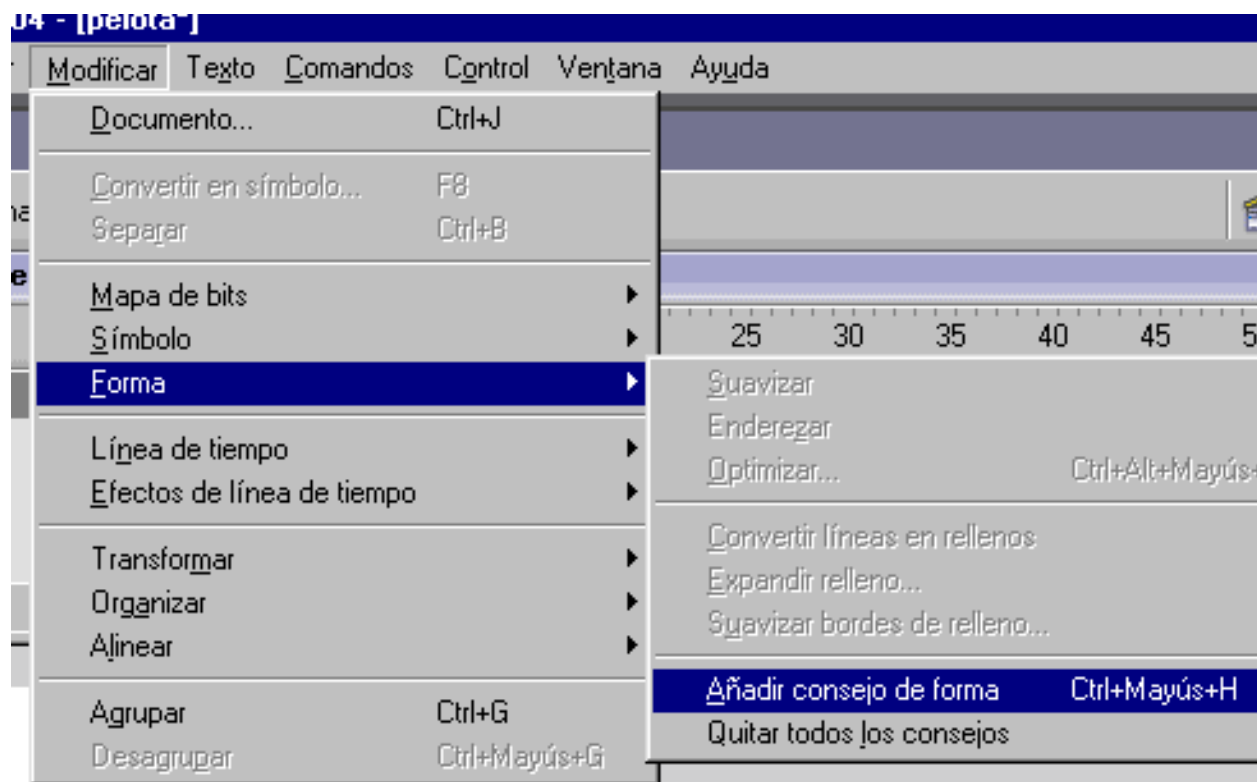 04 - [pelota*]
Modificar Texto Comandos Control Ventana Ayuda
Documento... Ctrl+J
Convertir en símbolo... F8
Separar Ctrl+B
Mapa de bits
Símbolo
25 30 35 40 45 5
Forma
Suavizar
Enderezar
Línea de tiempo
Optimizar... Ctrl+Alt+Mayús+
Efectos de línea de tiempo
Convertir líneas en rellenos
Transformar
Expandir relleno...
Organizar
Suavizar bordes de relleno...
Alinear
Añadir consejo de forma Ctrl+Mayús+H
Agrupar Ctrl+G
Quitar todos los consejos
Desagrupar Ctrl+Mayús+G